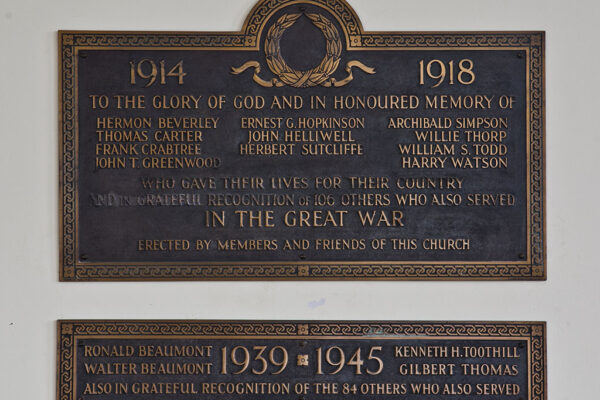 1914 1918
TO THE GLORY OF GOD AND IN HONOURED MEMORY OF
HERMON BEVERLEY ERNEST G. HOPKINSON ARCHIBALD SIMPSON
THOMAS CARTER JOHN HELLIWELL WILLIE THORP
FRANK CRABTREE HERBERT SUTCLIFFE WILLIAM S. TODD
JOHN T. GREENWOOD HARRY WATSON
WHO GAVE THEIR LIVES FOR THEIR COUNTRY
AND IN GRATEFUL RECOGNITION OF 106 OTHERS WHO ALSO SERVED
IN THE GREAT WAR
ERECTED BY MEMBERS AND FRIENDS OF THIS CHURCH
RONALD BEAUMONT 1939 1945 KENNETH H. TOOTHILL
WALTER BEAUMONT GILBERT THOMAS
ALSO IN GRATEFUL RECOGNITION OF THE 84 OTHERS WHO ALSO SERVED